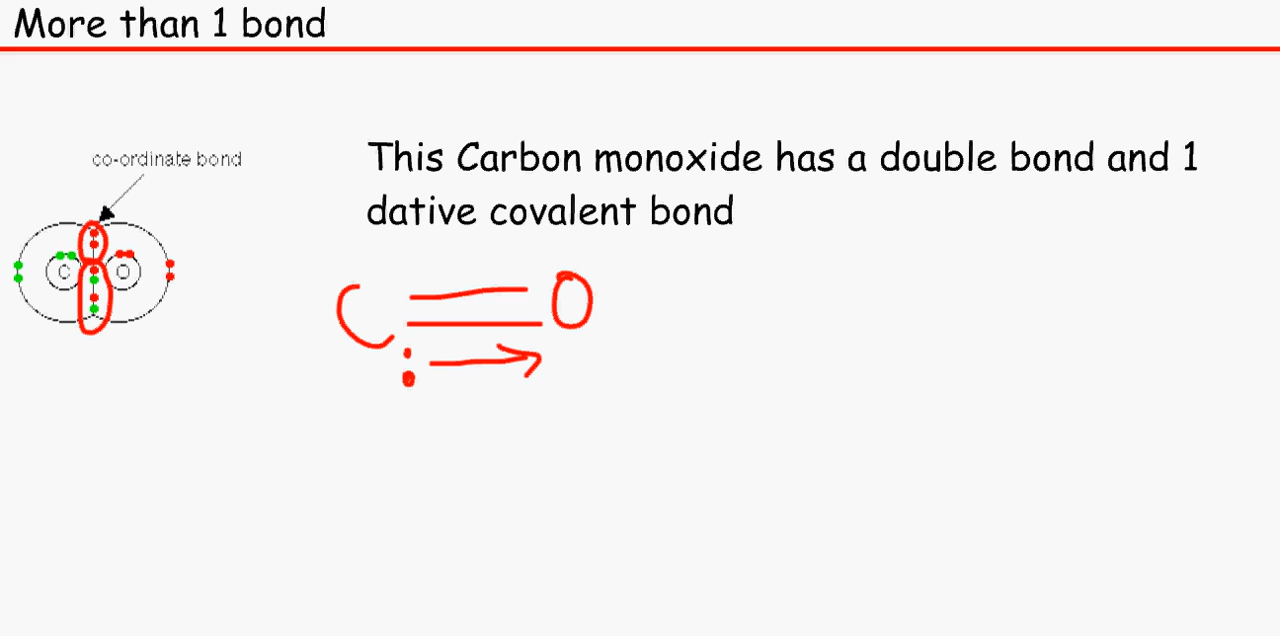 More than 1 bond
co-ordinate bond
This Carbon monoxide has a double bond and 1
dative covalent bond
C O
C O